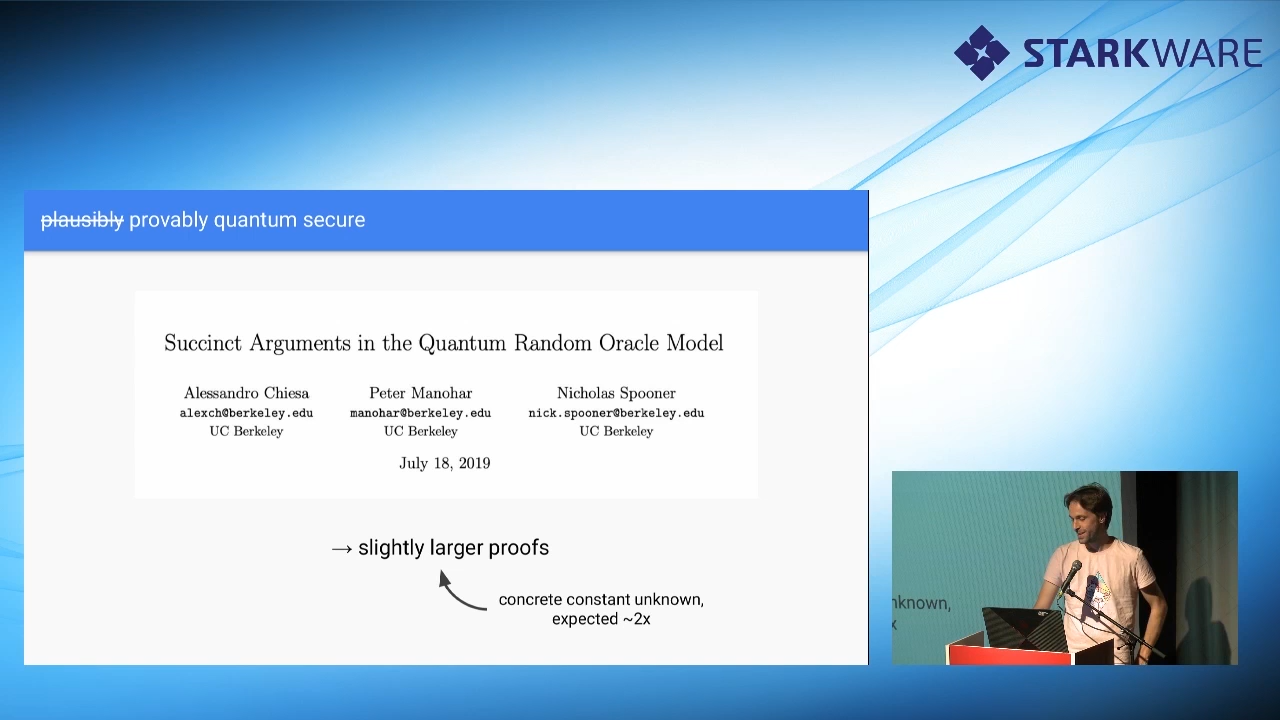 STARKWARE
plausibly provably quantum secure
Succinct Arguments in the Quantum Random Oracle Model
Alessandro Chiesa
alexch@berkeley.edu
UC Berkeley
Peter Manohar
manohar@berkeley.edu
UC Berkeley
Nicholas Spooner
nick.spooner@berkeley.edu
UC Berkeley
July 18, 2019
→ slightly larger proofs
concrete constant unknown,
expected ~2x